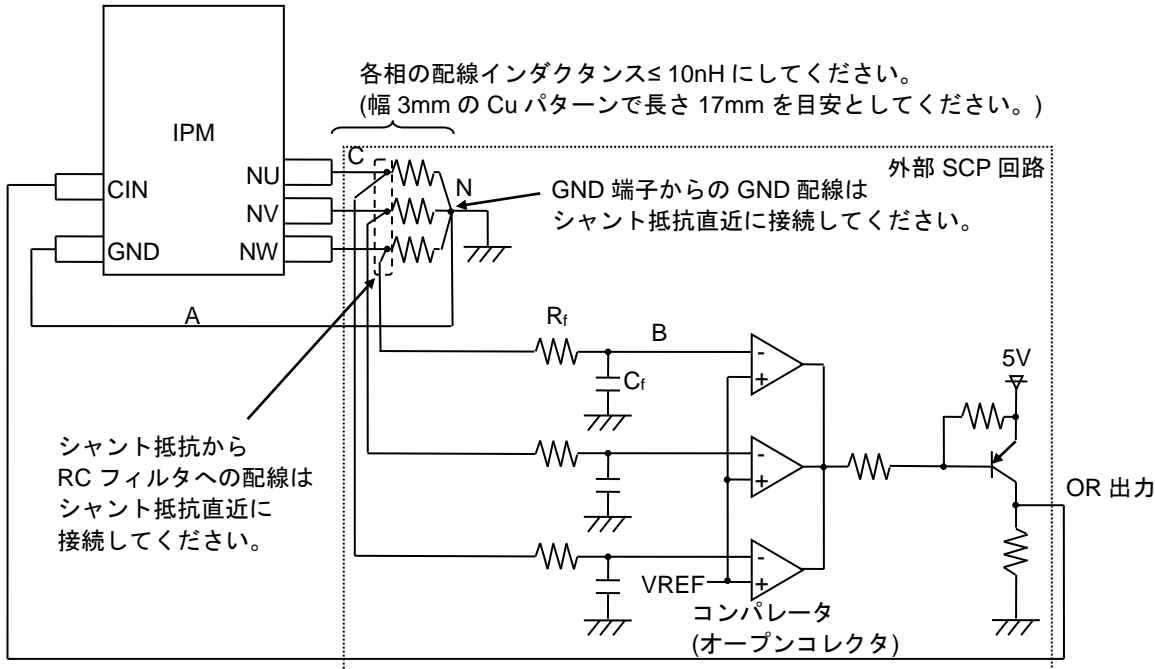 各相の配線インダクタンス≤ 10nH にしてください。
(幅 3mm の Cu パターンで長さ 17mm を目安としてください。)
IPM
外部 SCP 回路
C
CIN
NU
N
GND 端子からの GND 配線は
シャント抵抗直近に接続してください。
NV
GND
NW
A
Rf
B
5V
Cf
シャント抵抗から
RC フィルタへの配線は
シャント抵抗直近に
接続してください。
-
+
-
+
-
+
OR 出力
VREF
コンパレータ
(オープンコレクタ)